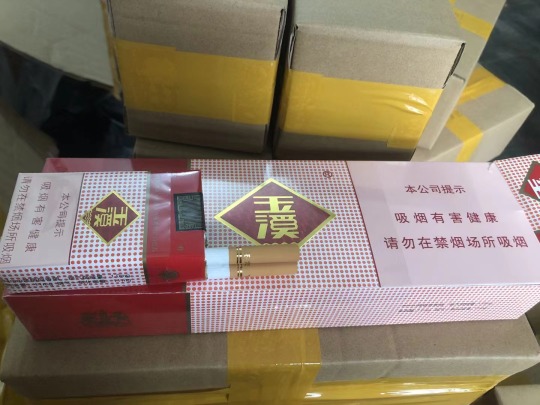 玉溪
本公司提示
吸烟有害健康
请勿在禁烟场所吸烟
玉溪
本公司提示
吸烟有害健康
请勿在禁烟场所吸烟